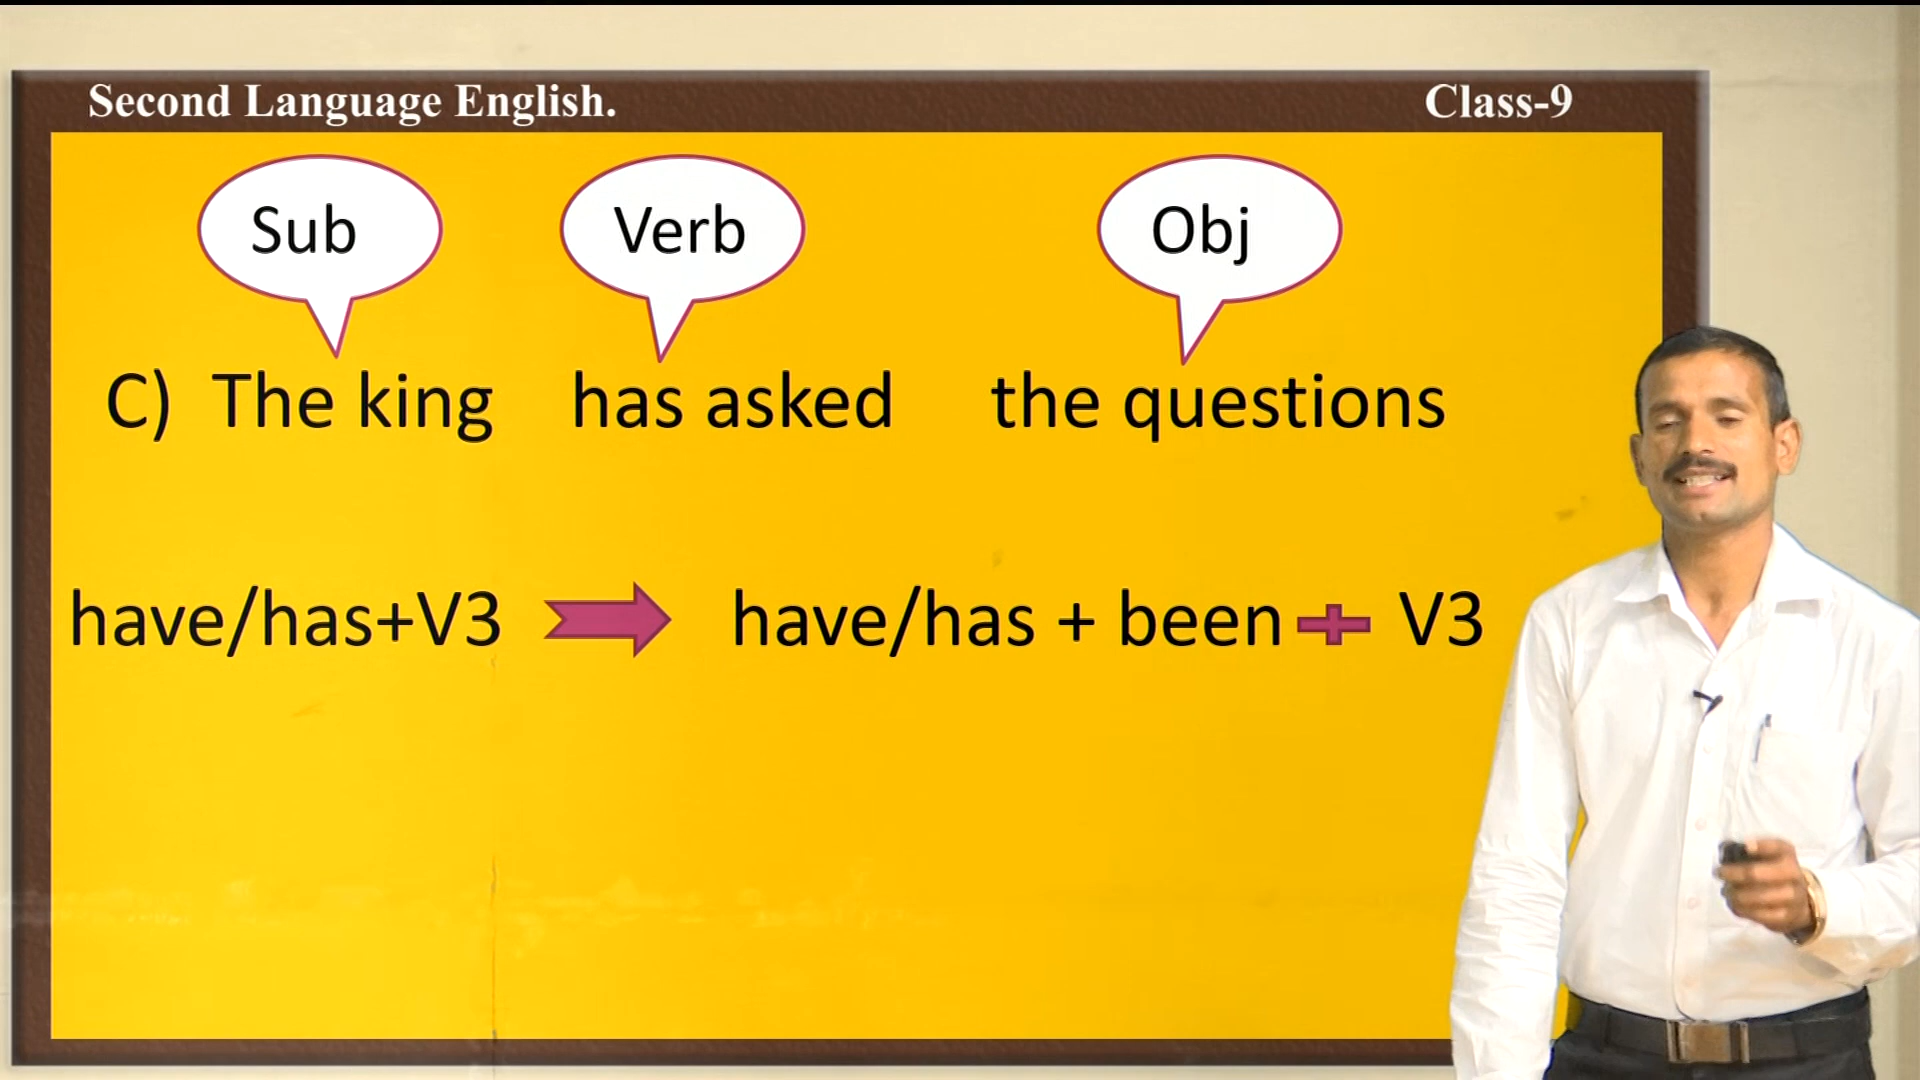 Second Language English. Class-9
Sub Verb Obj
C) The king has asked the questions
have/has+V3 have/has + been + V3